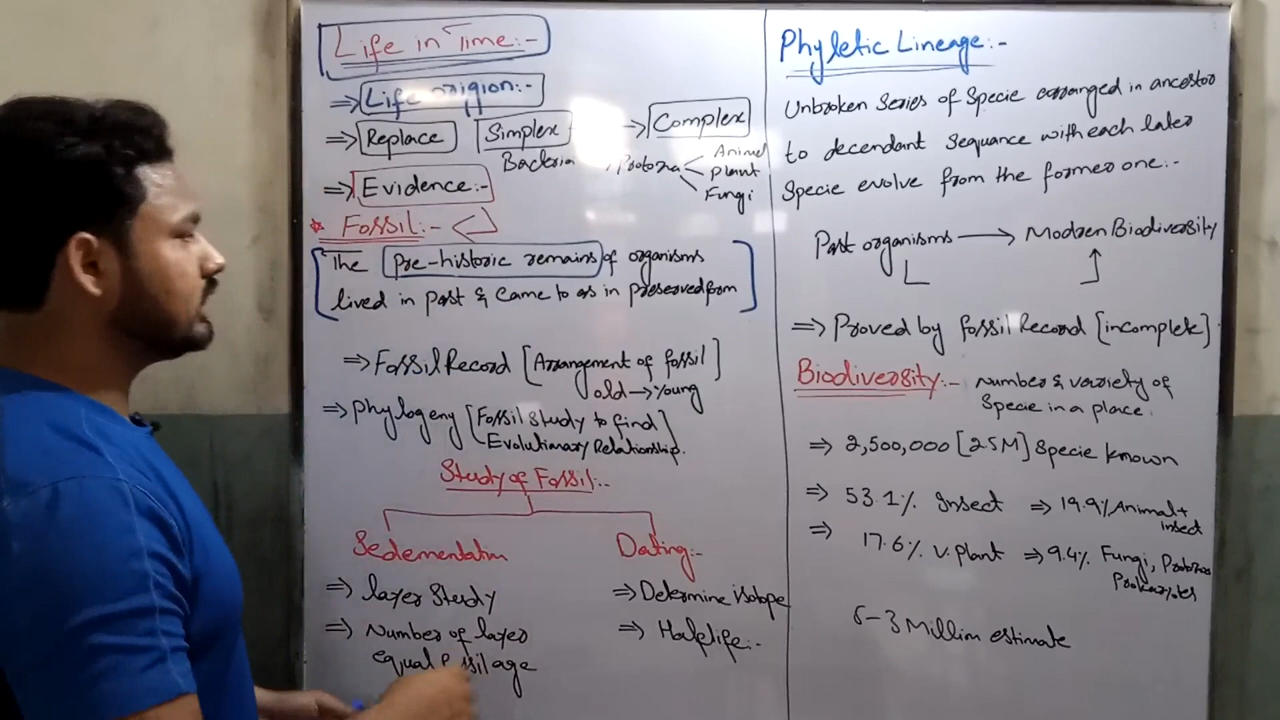 Life in Time:-
⇒ Life origion:-
⇒ Replace Simplex → Complex
Bacteria Protozoa Animal
Plant
Fungi
⇒ Evidence:-
* Fossil:-
The pre-historic remains of organisms
lived in past & came to as in preserved from
⇒ Fossil Record [Arrangement of fossil]
old → Young
⇒ Phylogeny [Fossil study to find
Evolutionary Relationship.
Study of Fossil:-
Sedementation
⇒ layer study
⇒ Number of layer
equal fossil age
Dating:-
⇒ Determine isotope
⇒ Halflife:-
Phyletic Lineage:-
Unbroken Series of Specie arranged in ancestor
to decendant Sequance with each later
Specie evolve from the former one:-
Past organisms → Modren Biodiversity
⇒ Proved by fossil Record [incomplete]
Biodiversity:- Number & variety of
Specie in a place.
⇒ 2,500,000 [2.5M] Specie known
⇒ 53.1% Insect ⇒ 19.9% Animal +
Insect
⇒ 17.6% V.plant ⇒ 9.4% Fungi, Protozoa
Prokaryotes
Millim estimate